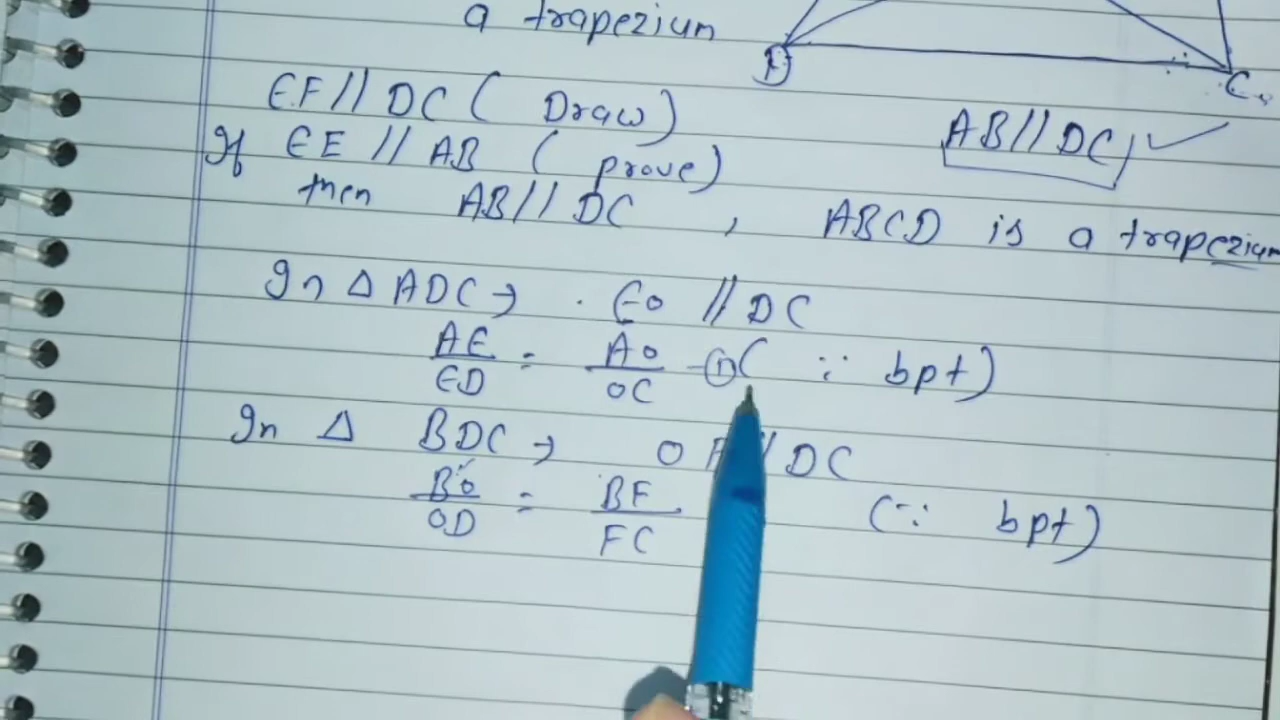 a trapezium
D
C
EF // DC ( Draw )
AB // DC
If EE // AB ( prove )
then AB // DC , ABCD is a trapezium
In Δ ADC → . EO // DC
AE/ED = AO/OC - ① ( ∵ bpt )
In Δ BDC → O // DC
BO/OD = BF/FC ( ∵ bpt )